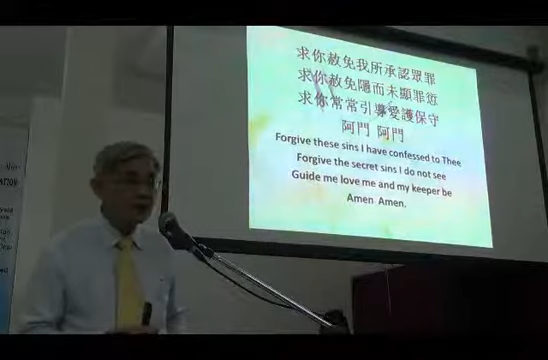 求你赦免我所承認眾罪
求你赦免隱而未顯罪愆
求你常常引導愛護保守
阿門 阿門
Forgive these sins I have confessed to Thee
Forgive the secret sins I do not see
Guide me love me and my keeper be
Amen Amen.